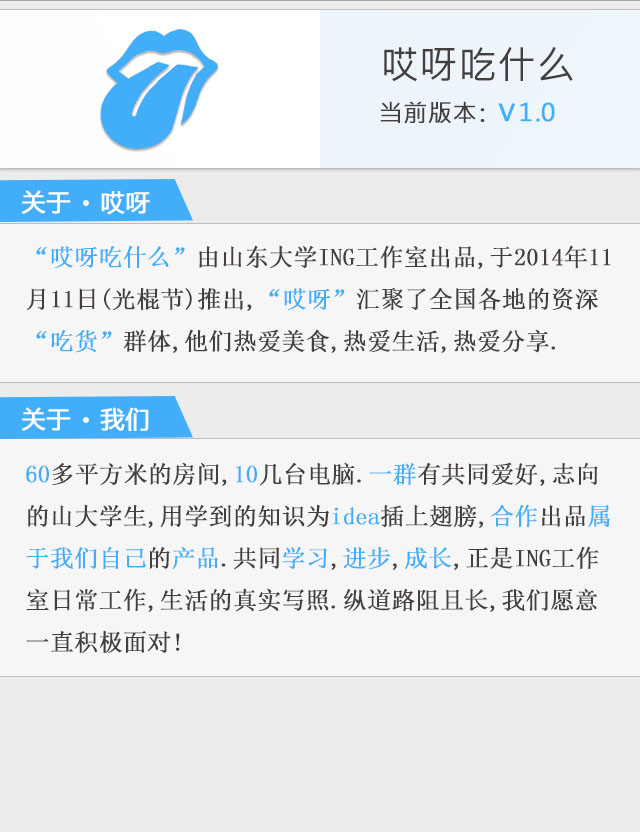 哎呀吃什么
当前版本: V1.0
关于·哎呀
“哎呀吃什么”由山东大学ING工作室出品,于2014年11
月11日(光棍节)推出,“哎呀”汇聚了全国各地的资深
“吃货”群体,他们热爱美食,热爱生活,热爱分享.
关于·我们
60多平方米的房间,10几台电脑.一群有共同爱好,志向
的山大学生,用学到的知识为idea插上翅膀,合作出品属
于我们自己的产品.共同学习,进步,成长,正是ING工作
室日常工作,生活的真实写照.纵道路阻且长,我们愿意
一直积极面对!